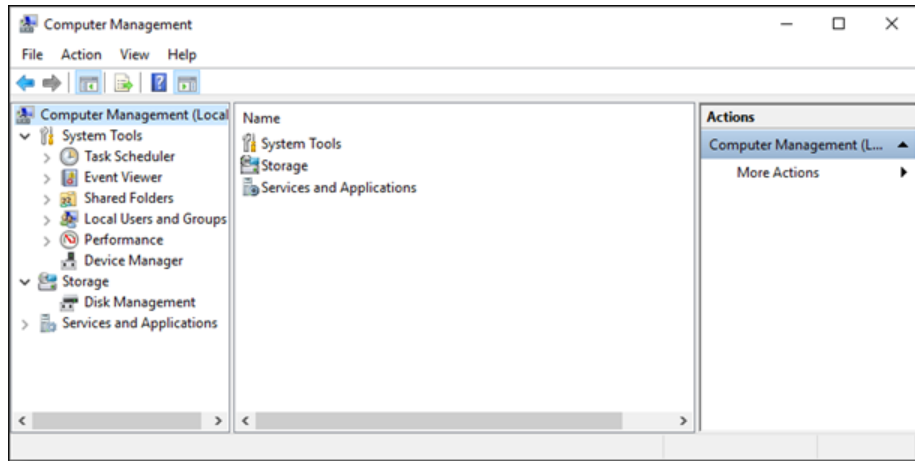 Computer Management
File Action View Help
Computer Management (Local
System Tools
Task Scheduler
Event Viewer
Shared Folders
Local Users and Groups
Performance
Device Manager
Storage
Disk Management
Services and Applications
Name
System Tools
Storage
Services and Applications
Actions
Computer Management (L...
More Actions